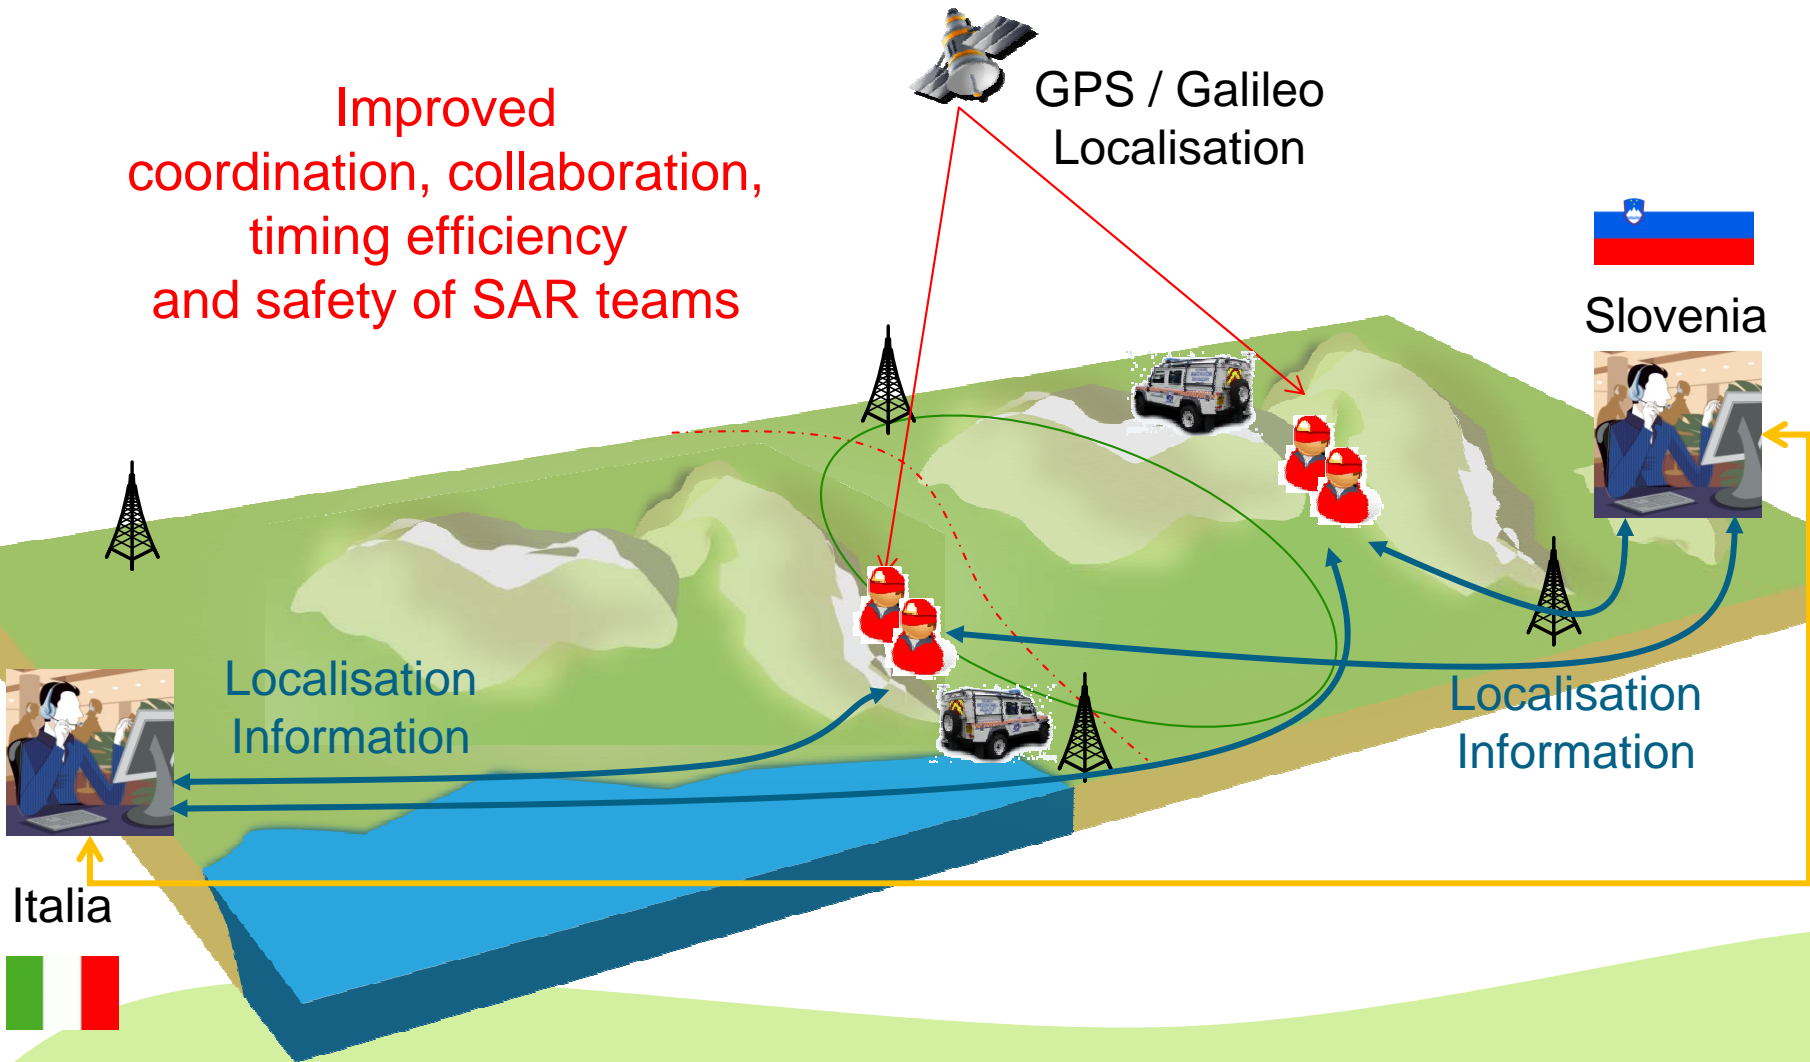 Improved
coordination, collaboration,
timing efficiency
and safety of SAR teams
GPS / Galileo
Localisation
Slovenia
Localisation
Information
Localisation
Information
Italia